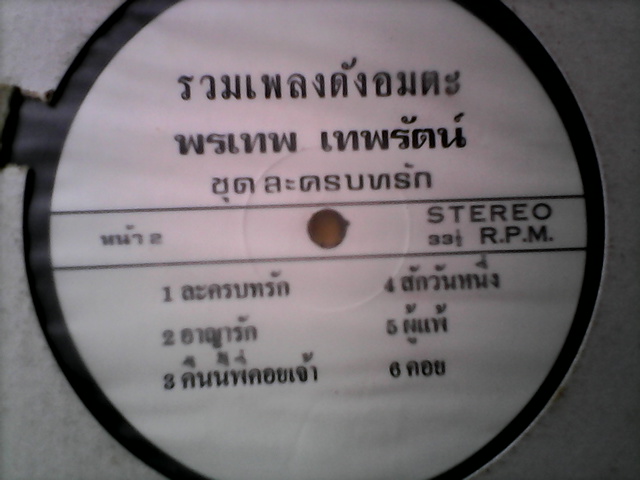 รวมเพลงดังอมตะ
พรเทพ เทพรัตน์
ชุด ละครบทรัก
หน้า 2
STEREO
33⅓ R.P.M.
1 ละครบทรัก
2 อาญารัก
3 คืนนี้พี่คอยเจ้า
4 สักวันหนึ่ง
5 ผู้แพ้
6 คอย